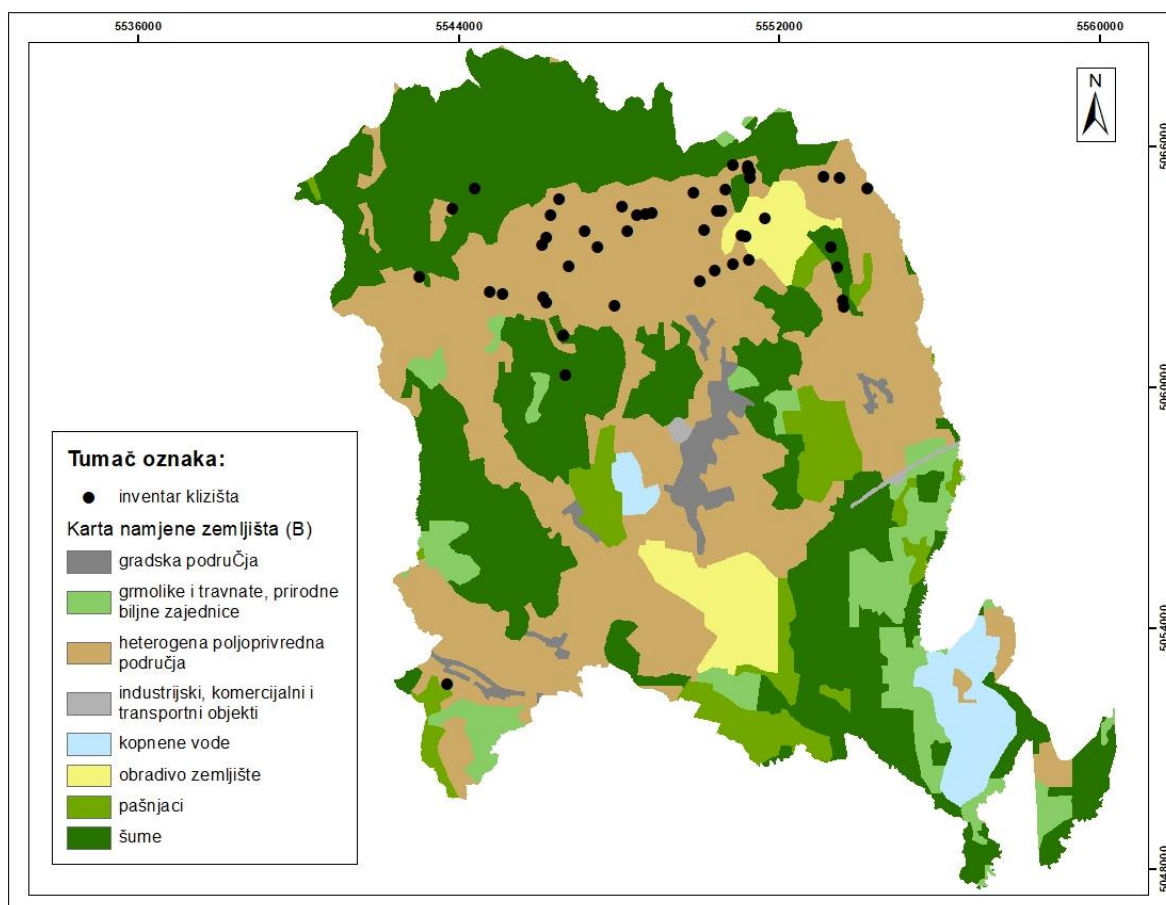 5536000
5544000
5552000
5560000
N
5066000
5060000
5054000
5048000
Tumač oznaka:
inventar klizišta
Karta namjene zemljišta (B)
gradska područja
grmolike i travnate, prirodne
biljne zajednice
heterogena poljoprivredna
područja
industrijski, komercijalni i
transportni objekti
kopnene vode
obradivo zemljište
pašnjaci
šume